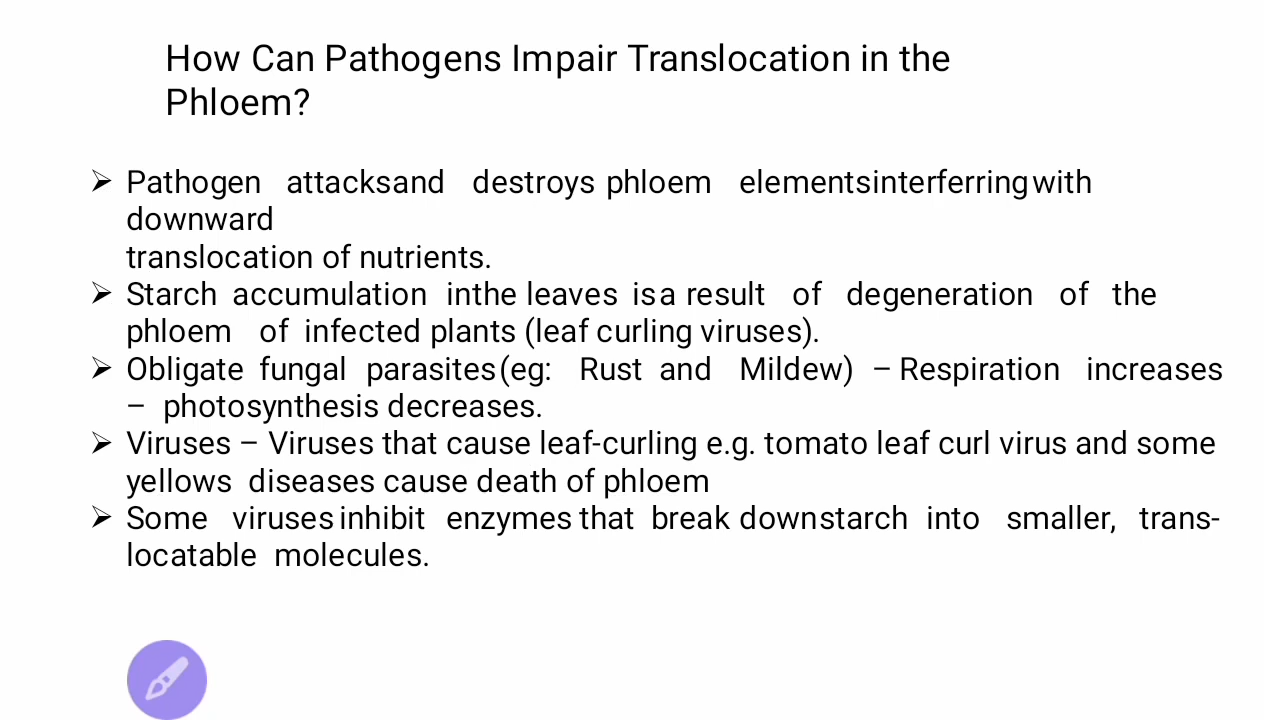 How Can Pathogens Impair Translocation in the
Phloem?
➢ Pathogen attacksand destroys phloem elementsinterferringwith
downward
translocation of nutrients.
➢ Starch accumulation inthe leaves isa result of degeneration of the
phloem of infected plants (leaf curling viruses).
➢ Obligate fungal parasites(eg: Rust and Mildew) – Respiration increases
– photosynthesis decreases.
➢ Viruses – Viruses that cause leaf-curling e.g. tomato leaf curl virus and some
yellows diseases cause death of phloem
➢ Some viruses inhibit enzymes that break downstarch into smaller, trans-
locatable molecules.